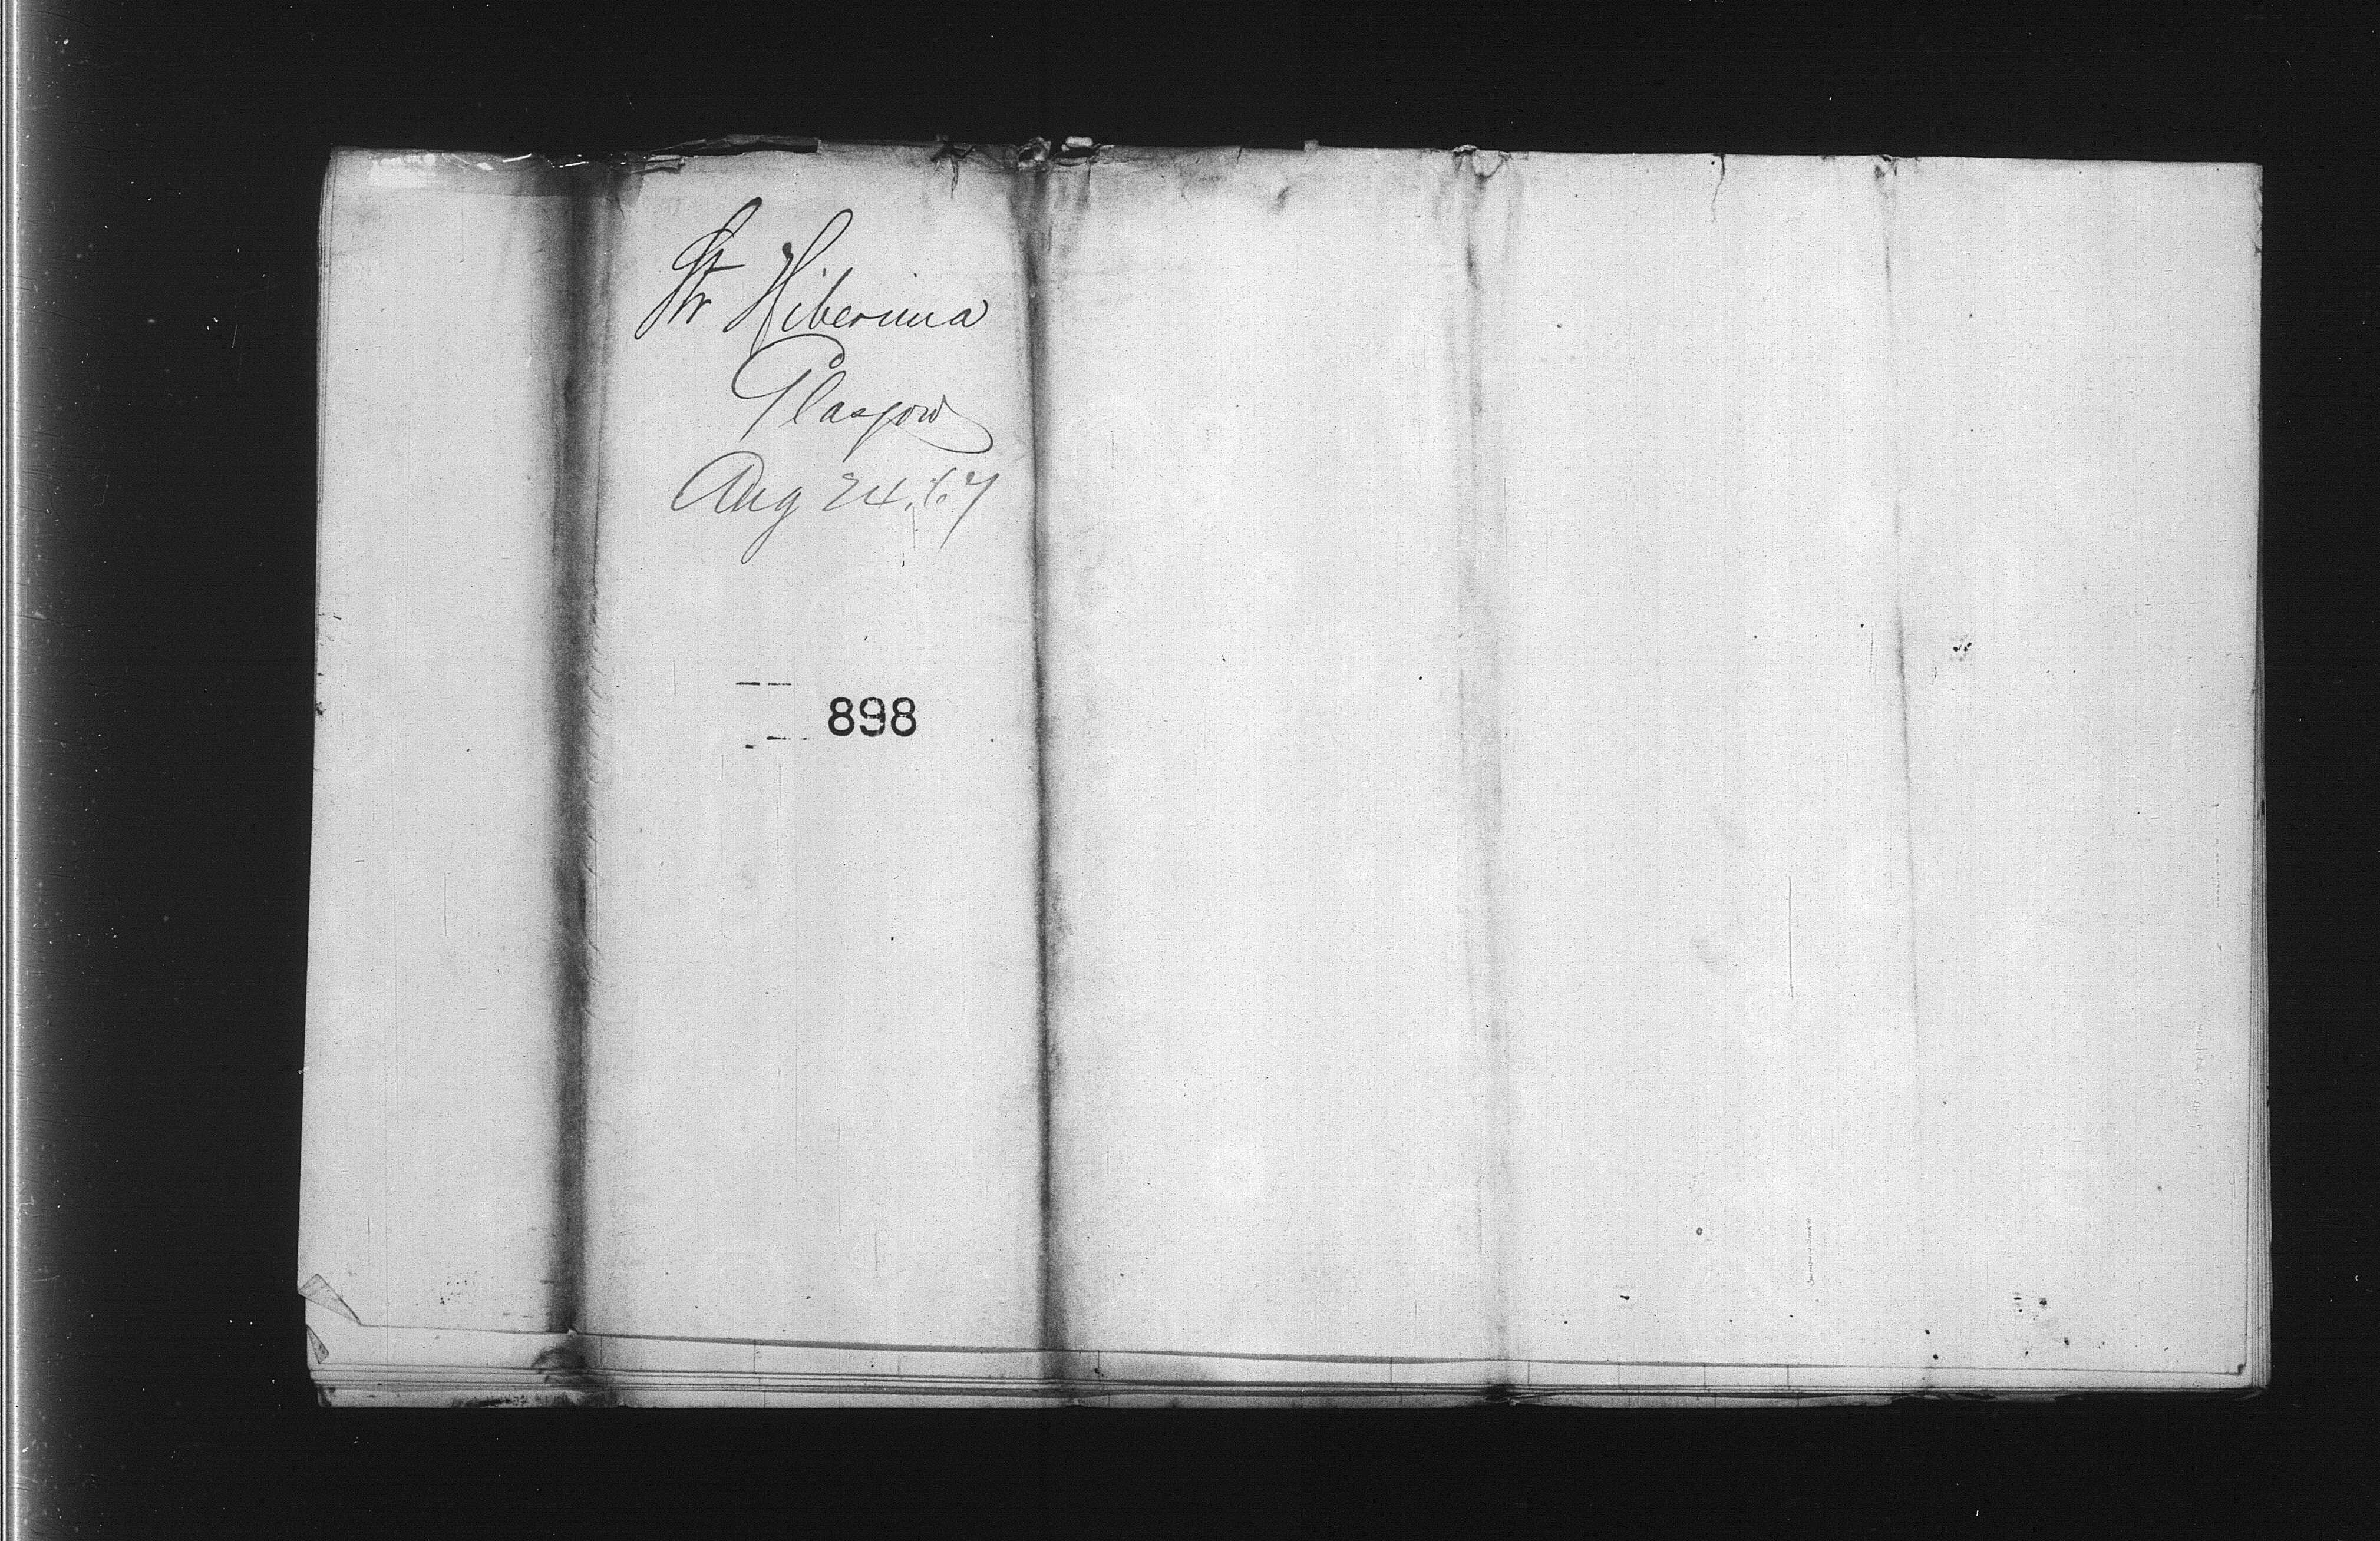 Str Hibernia
Glasgow
Aug 24, 67
898